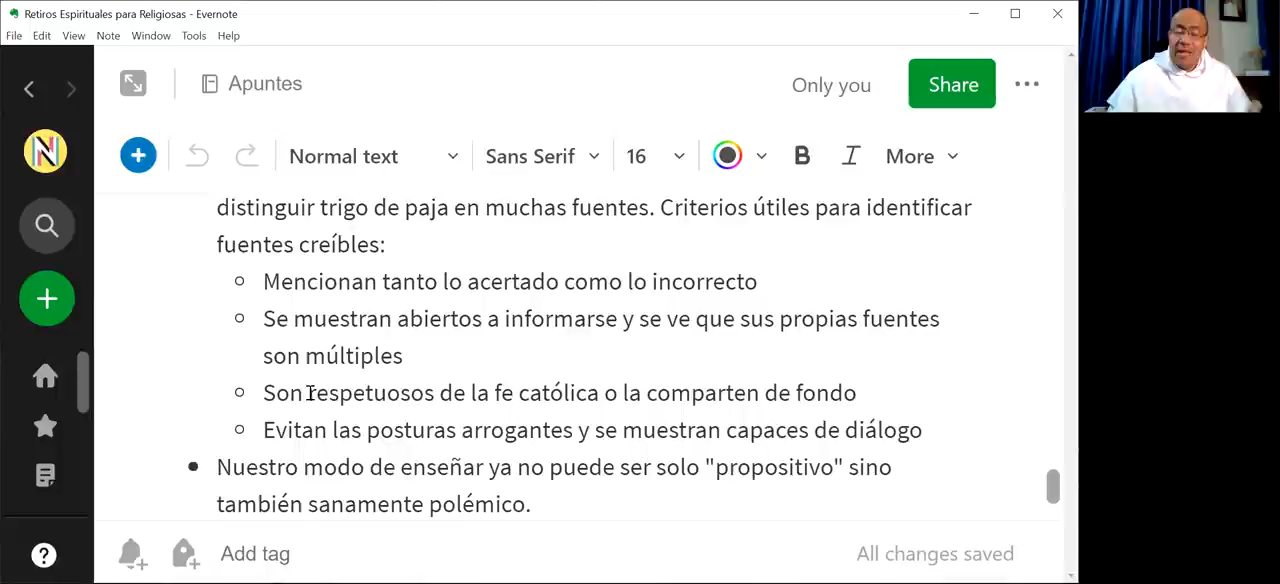 Retiros Espirituales para Religiosas - Evernote
File Edit View Note Window Tools Help
Apuntes
Only you
Share
Normal text
Sans Serif
16
B
I
More
distinguir trigo de paja en muchas fuentes. Criterios útiles para identificar
fuentes creíbles:
Mencionan tanto lo acertado como lo incorrecto
Se muestran abiertos a informarse y se ve que sus propias fuentes
son múltiples
Son respetuosos de la fe católica o la comparten de fondo
Evitan las posturas arrogantes y se muestran capaces de diálogo
Nuestro modo de enseñar ya no puede ser solo "propositivo" sino
también sanamente polémico.
Add tag
All changes saved
N
?